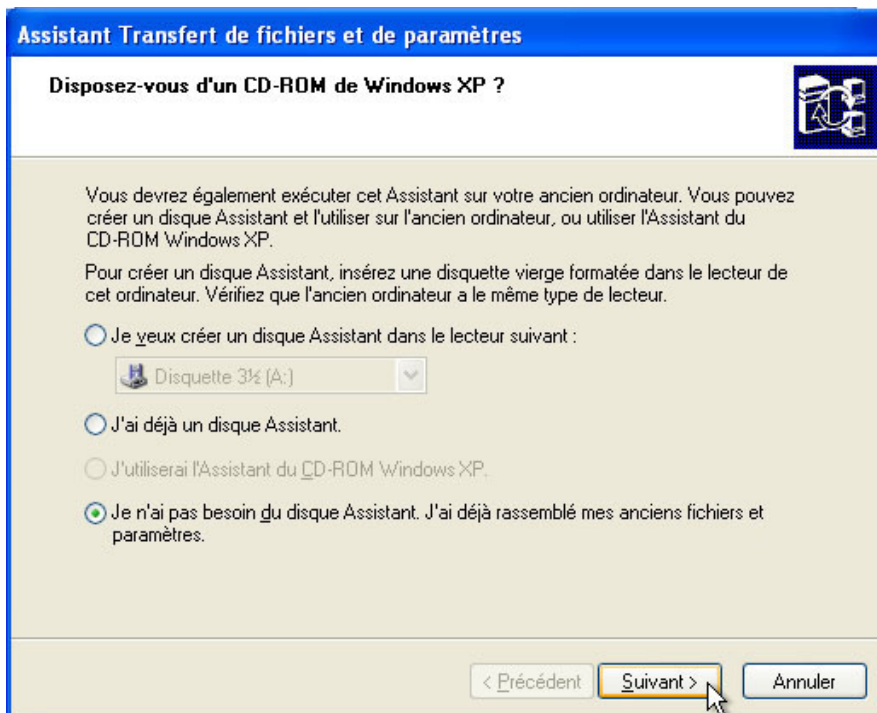 Assistant Transfert de fichiers et de paramètres
Disposez-vous d'un CD-ROM de Windows XP ?
Vous devrez également exécuter cet Assistant sur votre ancien ordinateur. Vous pouvez
créer un disque Assistant et l'utiliser sur l'ancien ordinateur, ou utiliser l'Assistant du
CD-ROM Windows XP.
Pour créer un disque Assistant, insérez une disquette vierge formatée dans le lecteur de
cet ordinateur. Vérifiez que l'ancien ordinateur a le même type de lecteur.
Je veux créer un disque Assistant dans le lecteur suivant :
Disquette 3½ (A:)
J'ai déjà un disque Assistant.
J'utiliserai l'Assistant du CD-ROM Windows XP.
Je n'ai pas besoin du disque Assistant. J'ai déjà rassemblé mes anciens fichiers et
paramètres.
< Précédent Suivant > Annuler